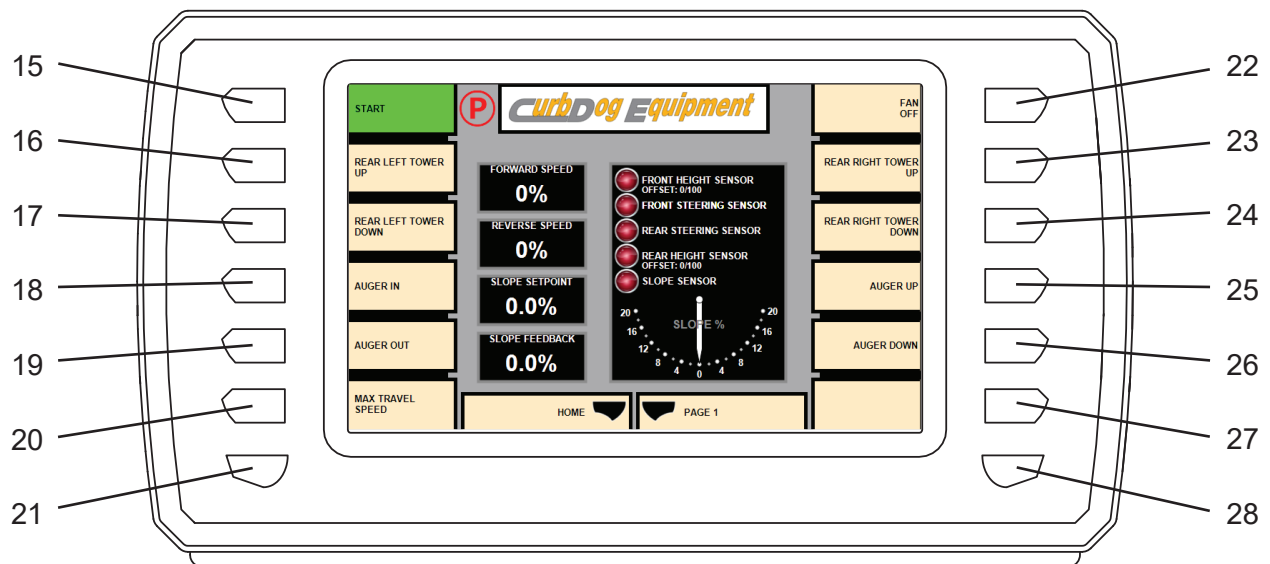 15
16
17
18
19
20
21
START
REAR LEFT TOWER
UP
REAR LEFT TOWER
DOWN
AUGER IN
AUGER OUT
MAX TRAVEL
SPEED
P
CurbDog Equipment
FORWARD SPEED
0%
REVERSE SPEED
0%
SLOPE SETPOINT
0.0%
SLOPE FEEDBACK
0.0%
FRONT HEIGHT SENSOR
OFFSET: 0/100
FRONT STEERING SENSOR
REAR STEERING SENSOR
REAR HEIGHT SENSOR
OFFSET: 0/100
SLOPE SENSOR
SLOPE %
20 16 12 8 4 0 4 8 12 16 20
HOME
PAGE 1
FAN
OFF
REAR RIGHT TOWER
UP
REAR RIGHT TOWER
DOWN
AUGER UP
AUGER DOWN
22
23
24
25
26
27
28